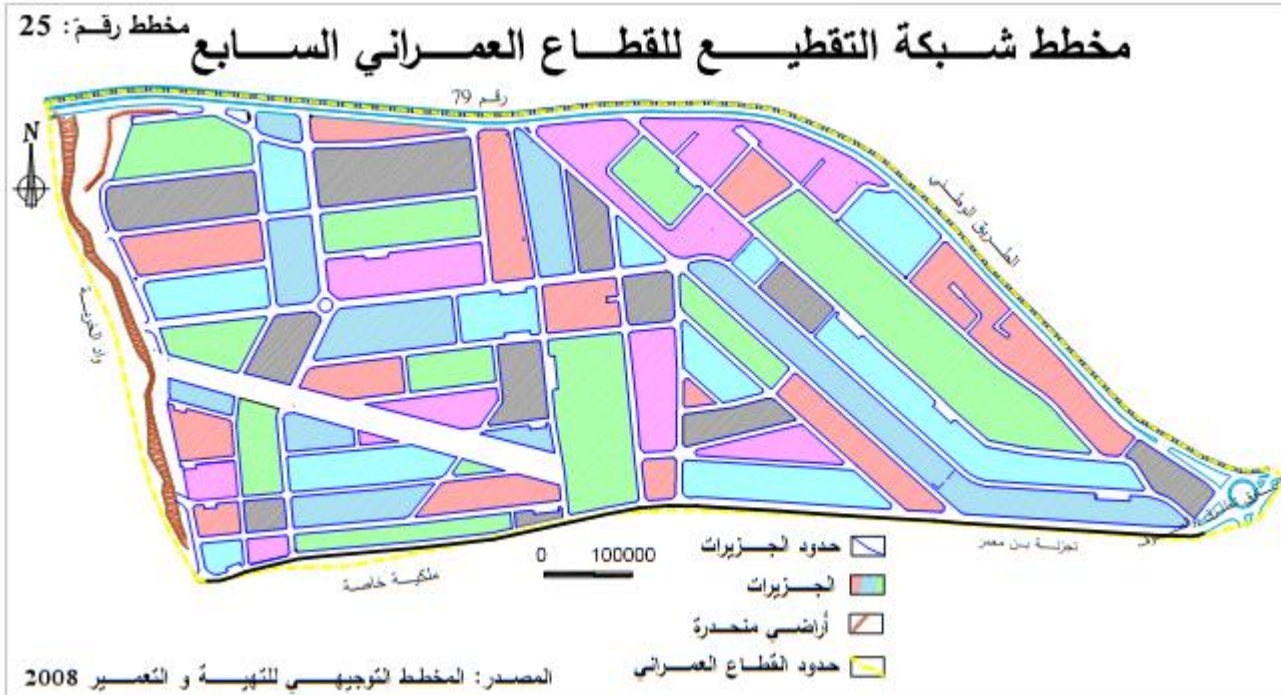 مخطط رقم: 25
مخطط شبكة التقطيع للقطاع العمراني السابع
رقم 79
N
الطريق الوطني
واد الخربة
ملكية خاصة
تجزئة بن معمر
0 100000
حدود الجزيرات
الجزيرات
أراضي منحدرة
حدود القطاع العمراني
المصدر: المخطط التوجيهي للتهيئة و التعمير 2008